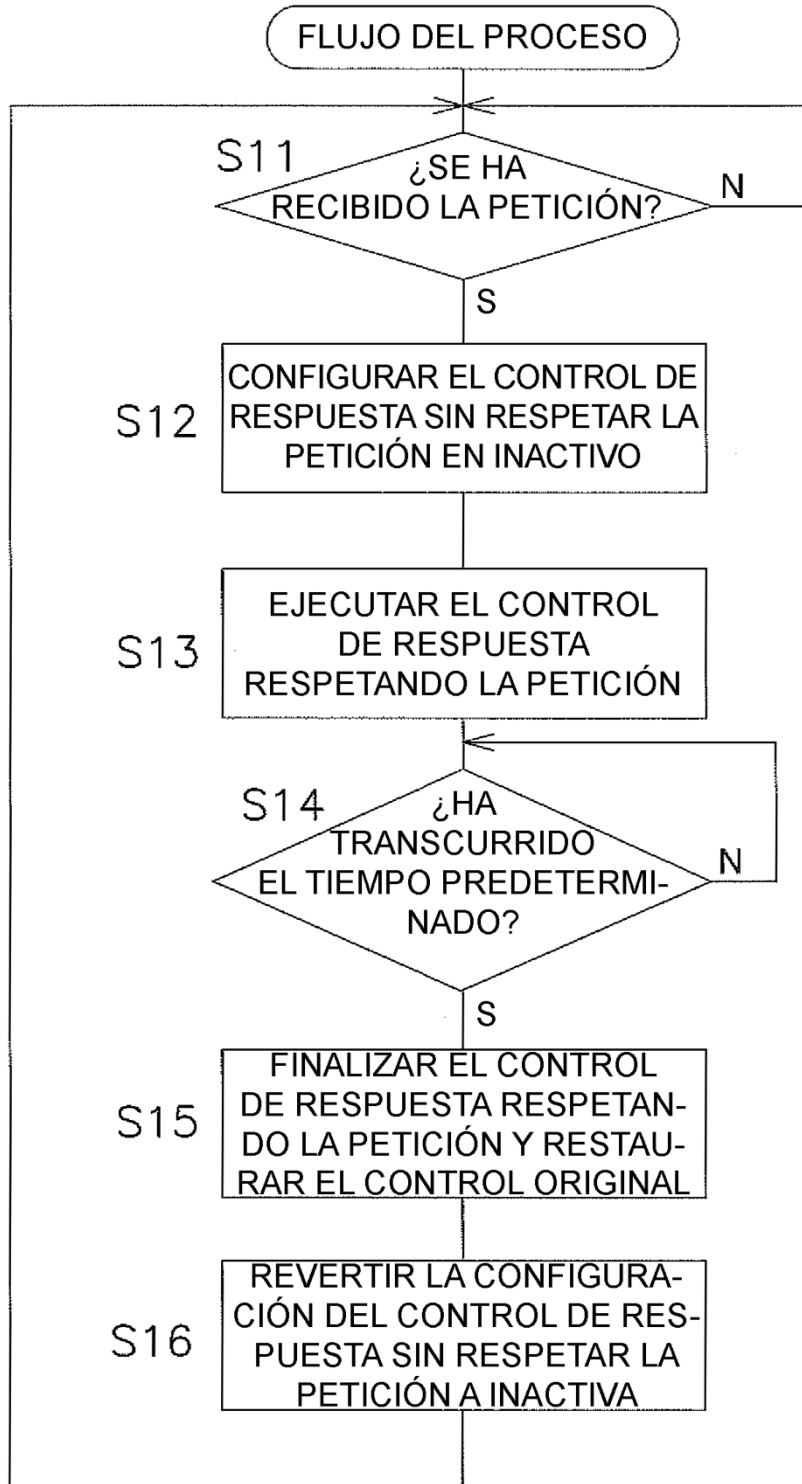 FLUJO DEL PROCESO
S11
¿SE HA
RECIBIDO LA PETICIÓN?
N
S
S12
CONFIGURAR EL CONTROL DE
RESPUESTA SIN RESPETAR LA
PETICIÓN EN INACTIVO
S13
EJECUTAR EL CONTROL
DE RESPUESTA
RESPETANDO LA PETICIÓN
S14
¿HA
TRANSCURRIDO
EL TIEMPO PREDETERMI-
NADO?
N
S
S15
FINALIZAR EL CONTROL
DE RESPUESTA RESPETAN-
DO LA PETICIÓN Y RESTAU-
RAR EL CONTROL ORIGINAL
S16
REVERTIR LA CONFIGURA-
CIÓN DEL CONTROL DE RES-
PUESTA SIN RESPETAR LA
PETICIÓN A INACTIVA